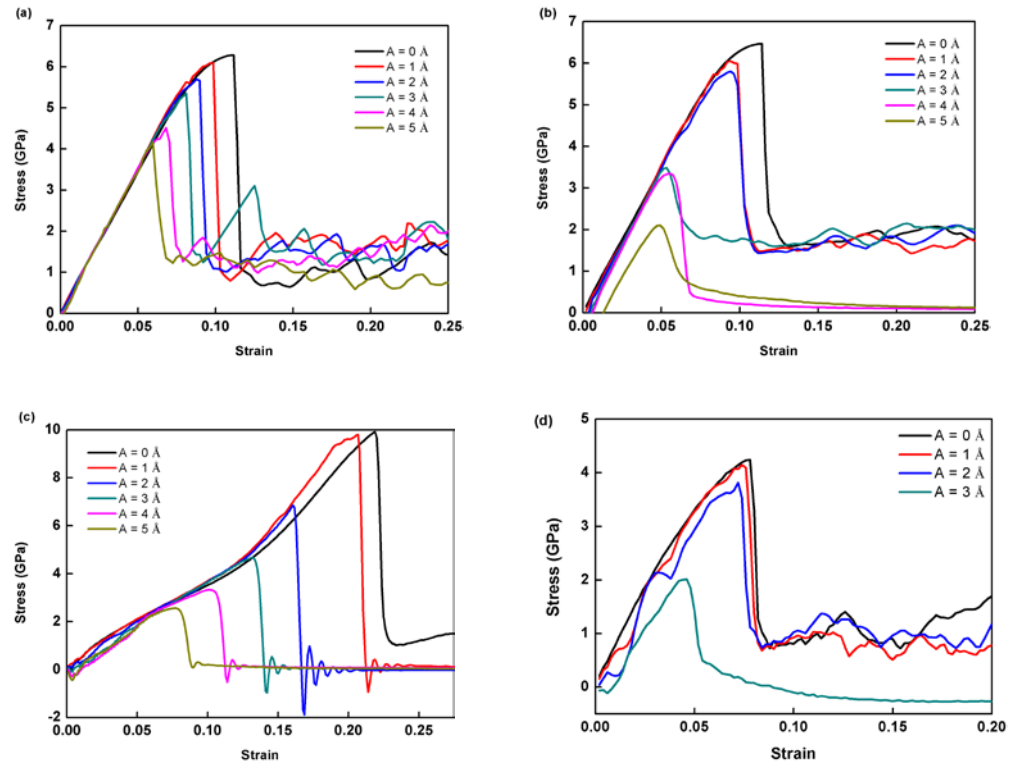 (a)
7
6
5
4
3
2
1
0
Stress (GPa)
0.00
0.05
0.10
0.15
0.20
0.25
Strain
A = 0 Å
A = 1 Å
A = 2 Å
A = 3 Å
A = 4 Å
A = 5 Å
(b)
7
6
5
4
3
2
1
0
Stress (GPa)
0.00
0.05
0.10
0.15
0.20
0.25
Strain
A = 0 Å
A = 1 Å
A = 2 Å
A = 3 Å
A = 4 Å
A = 5 Å
(c)
10
8
6
4
2
0
-2
Stress (GPa)
0.00
0.05
0.10
0.15
0.20
0.25
Strain
A = 0 Å
A = 1 Å
A = 2 Å
A = 3 Å
A = 4 Å
A = 5 Å
(d)
5
4
3
2
1
0
Stress (GPa)
0.00
0.05
0.10
0.15
0.20
Strain
A = 0 Å
A = 1 Å
A = 2 Å
A = 3 Å